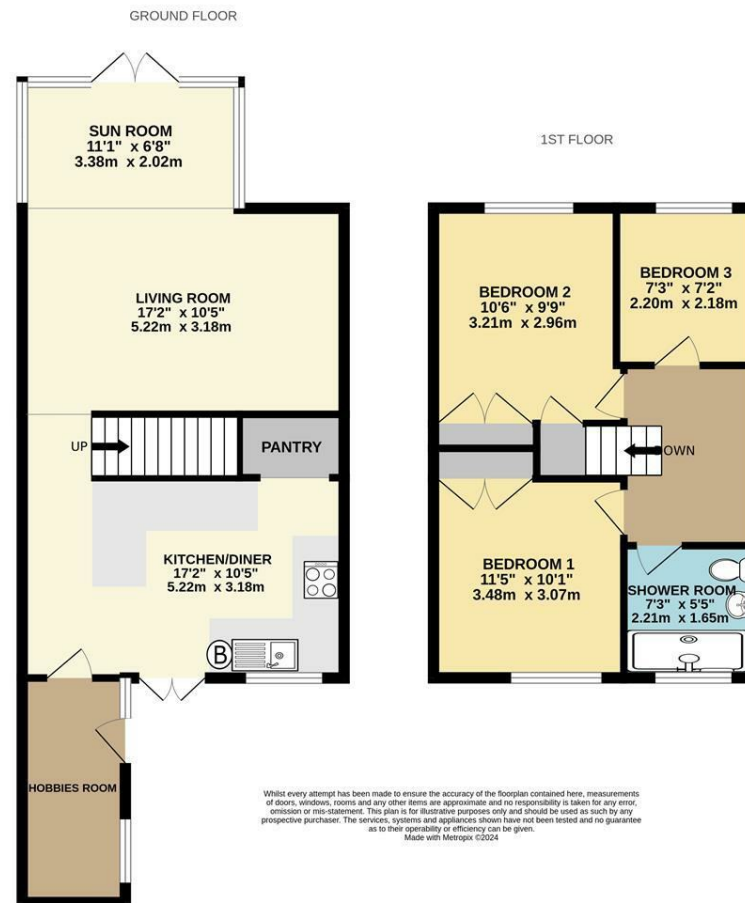 GROUND FLOOR
SUN ROOM
11'1" x 6'8"
3.38m x 2.02m
LIVING ROOM
17'2" x 10'5"
5.22m x 3.18m
UP
PANTRY
KITCHEN/DINER
17'2" x 10'5"
5.22m x 3.18m
B
HOBBIES ROOM
1ST FLOOR
BEDROOM 2
10'6" x 9'9"
3.21m x 2.96m
BEDROOM 3
7'3" x 7'2"
2.20m x 2.18m
DOWN
BEDROOM 1
11'5" x 10'1"
3.48m x 3.07m
SHOWER ROOM
7'3" x 5'5"
2.21m x 1.65m
Whilst every attempt has been made to ensure the accuracy of the floorplan contained here, measurements
of doors, windows, rooms and any other items are approximate and no responsibility is taken for any error,
omission or mis-statement. This plan is for illustrative purposes only and should be used as such by any
prospective purchaser. The services, systems and appliances shown have not been tested and no guarantee
as to their operability or efficiency can be given.
Made with Metropix ©2024